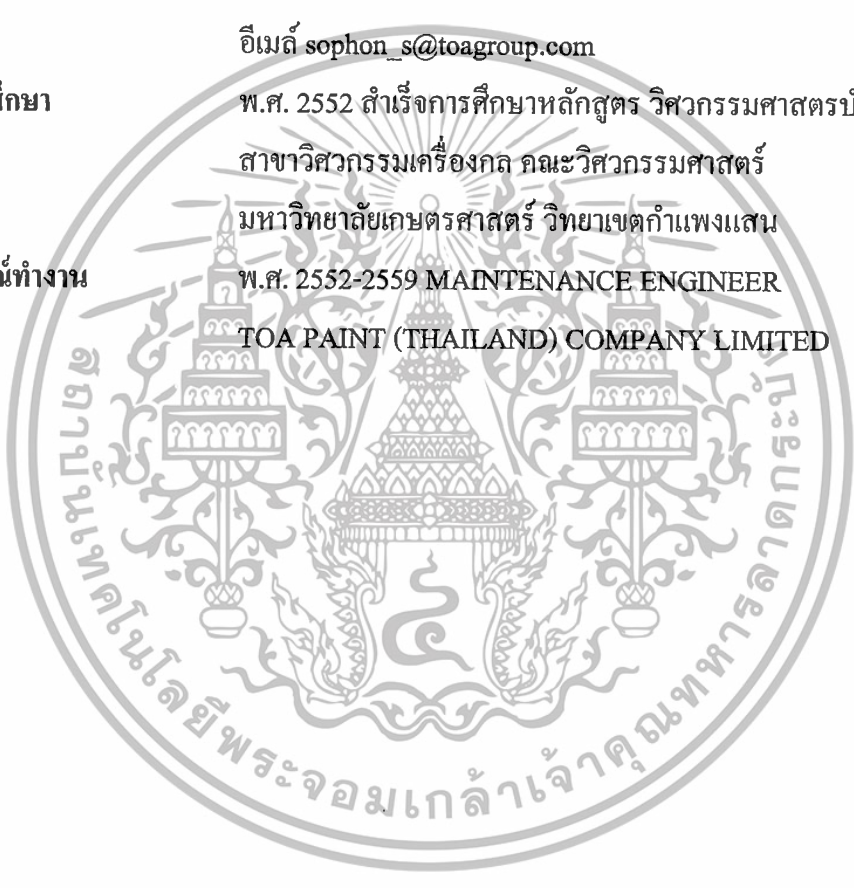 อีเมล์ sophon_s@toagroup.com
ศึกษา พ.ศ. 2552 สำเร็จการศึกษาหลักสูตร วิศวกรรมศาสตรบ
สาขาวิศวกรรมเครื่องกล คณะวิศวกรรมศาสตร์
มหาวิทยาลัยเกษตรศาสตร์ วิทยาเขตกำแพงแสน
ณ์ทำงาน พ.ศ. 2552-2559 MAINTENANCE ENGINEER
TOA PAINT (THAILAND) COMPANY LIMITED
สถาบันเทคโนโลยีพระจอมเกล้าเจ้าคุณทหารลาดกระบัง